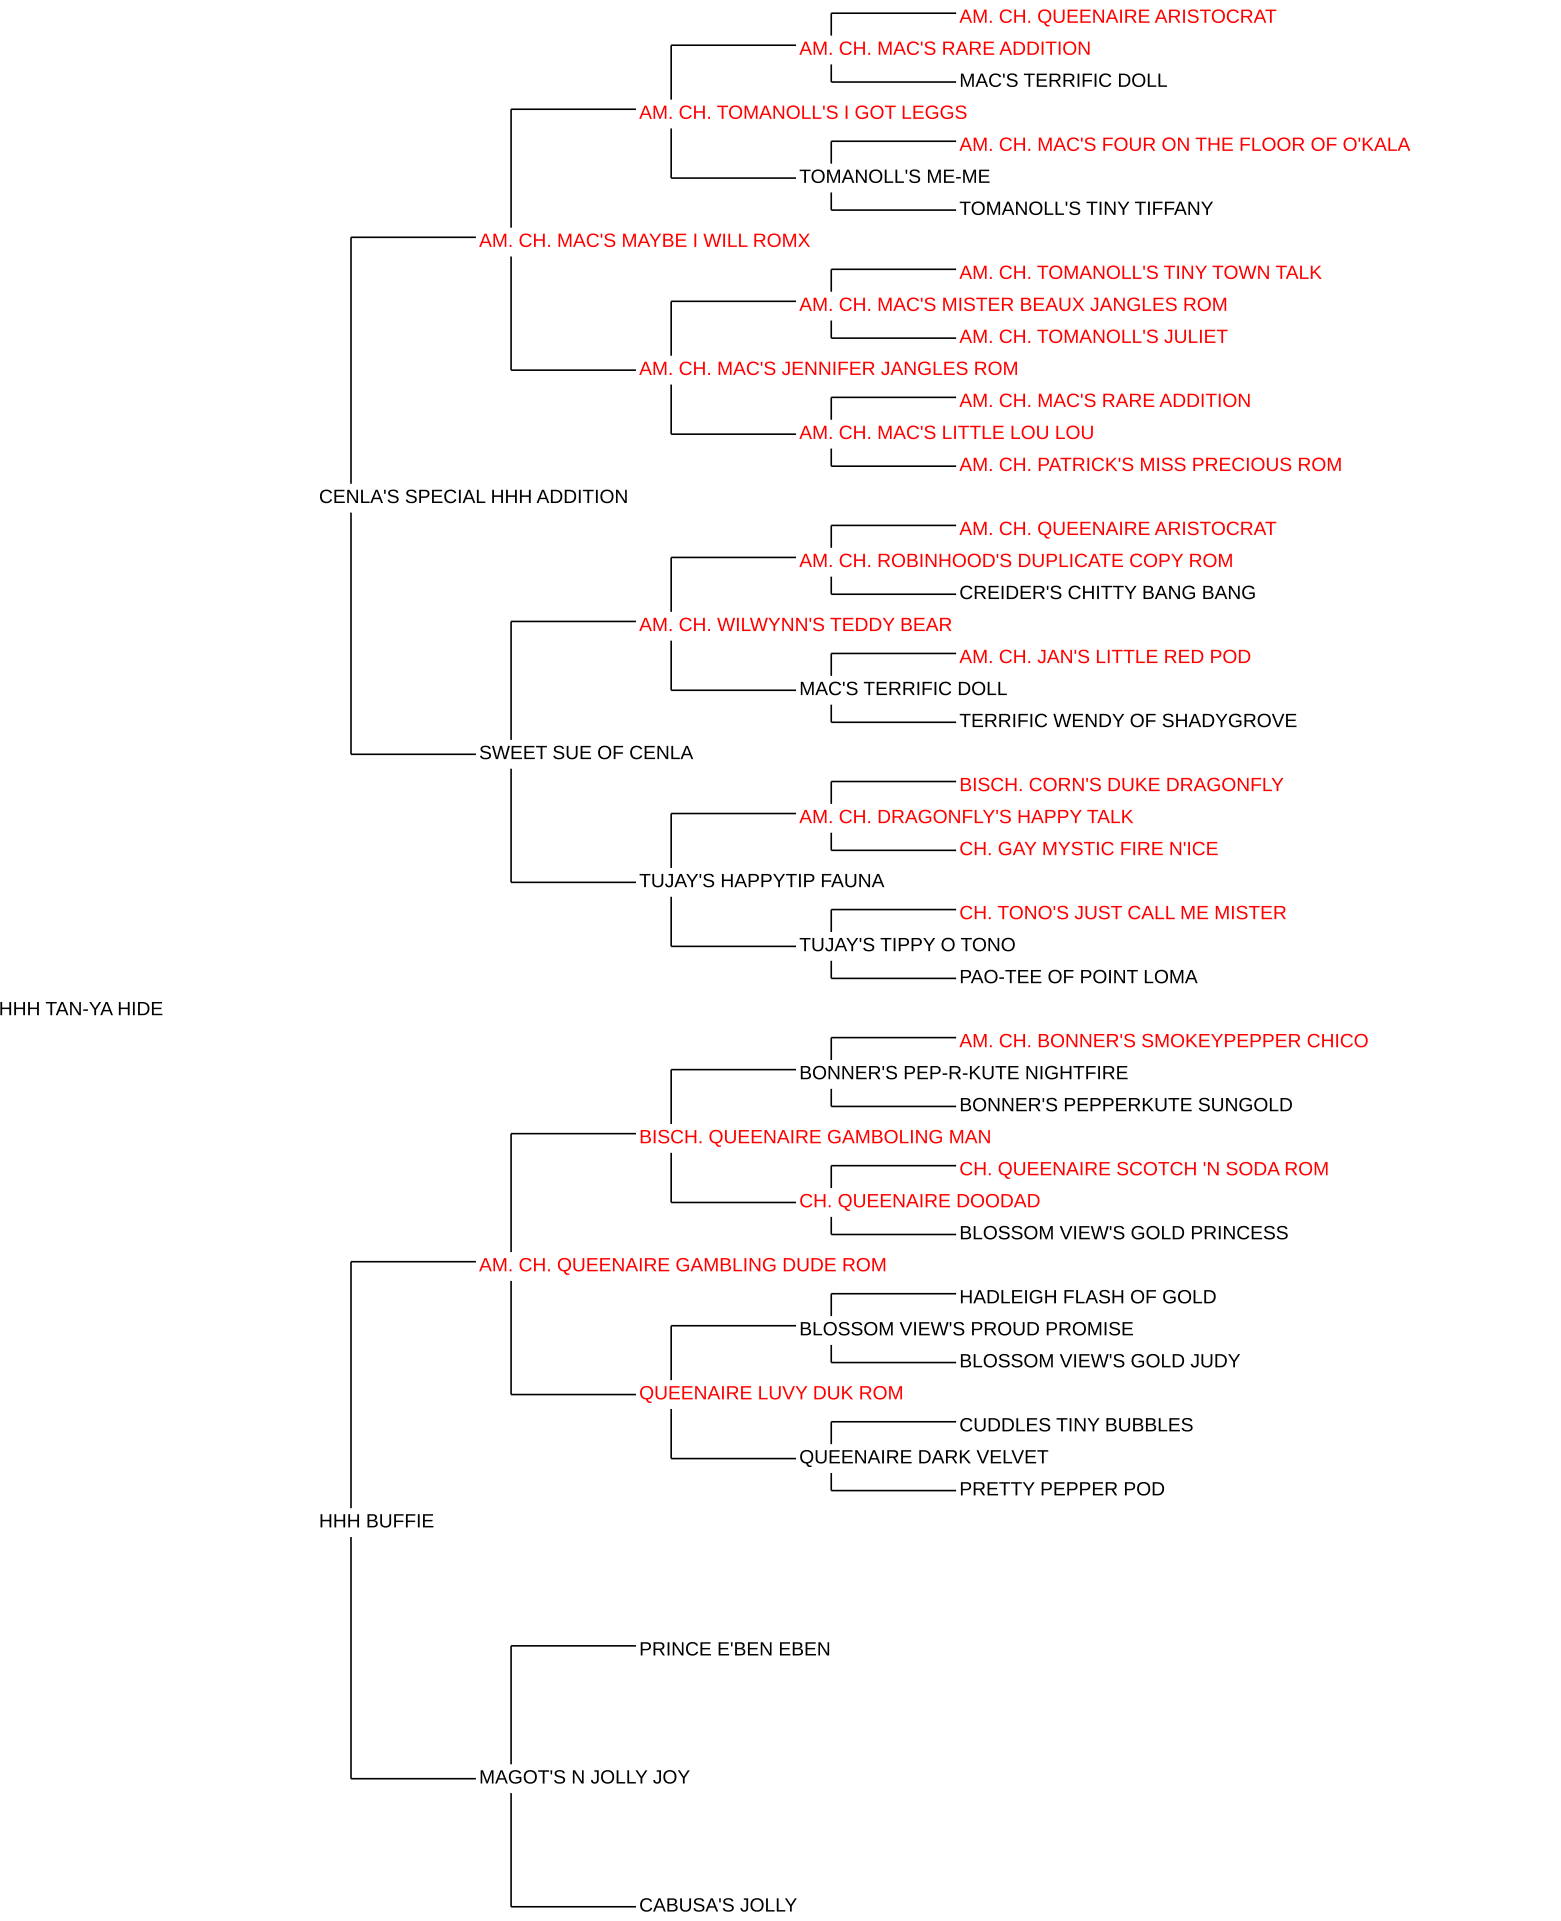 AM. CH. QUEENAIRE ARISTOCRAT
AM. CH. MAC'S RARE ADDITION
MAC'S TERRIFIC DOLL
AM. CH. TOMANOLL'S I GOT LEGGS
AM. CH. MAC'S FOUR ON THE FLOOR OF O'KALA
TOMANOLL'S ME-ME
TOMANOLL'S TINY TIFFANY
AM. CH. MAC'S MAYBE I WILL ROMX
AM. CH. TOMANOLL'S TINY TOWN TALK
AM. CH. MAC'S MISTER BEAUX JANGLES ROM
AM. CH. TOMANOLL'S JULIET
AM. CH. MAC'S JENNIFER JANGLES ROM
AM. CH. MAC'S RARE ADDITION
AM. CH. MAC'S LITTLE LOU LOU
AM. CH. PATRICK'S MISS PRECIOUS ROM
CENLA'S SPECIAL HHH ADDITION
AM. CH. QUEENAIRE ARISTOCRAT
AM. CH. ROBINHOOD'S DUPLICATE COPY ROM
CREIDER'S CHITTY BANG BANG
AM. CH. WILWYNN'S TEDDY BEAR
AM. CH. JAN'S LITTLE RED POD
MAC'S TERRIFIC DOLL
TERRIFIC WENDY OF SHADYGROVE
SWEET SUE OF CENLA
BISCH. CORN'S DUKE DRAGONFLY
AM. CH. DRAGONFLY'S HAPPY TALK
CH. GAY MYSTIC FIRE N'ICE
TUJAY'S HAPPYTIP FAUNA
CH. TONO'S JUST CALL ME MISTER
TUJAY'S TIPPY O TONO
PAO-TEE OF POINT LOMA
HHH TAN-YA HIDE
AM. CH. BONNER'S SMOKEYPEPPER CHICO
BONNER'S PEP-R-KUTE NIGHTFIRE
BONNER'S PEPPERKUTE SUNGOLD
BISCH. QUEENAIRE GAMBOLING MAN
CH. QUEENAIRE SCOTCH 'N SODA ROM
CH. QUEENAIRE DOODAD
BLOSSOM VIEW'S GOLD PRINCESS
AM. CH. QUEENAIRE GAMBLING DUDE ROM
HADLEIGH FLASH OF GOLD
BLOSSOM VIEW'S PROUD PROMISE
BLOSSOM VIEW'S GOLD JUDY
QUEENAIRE LUVY DUK ROM
CUDDLES TINY BUBBLES
QUEENAIRE DARK VELVET
PRETTY PEPPER POD
HHH BUFFIE
PRINCE E'BEN EBEN
MAGOT'S N JOLLY JOY
CABUSA'S JOLLY